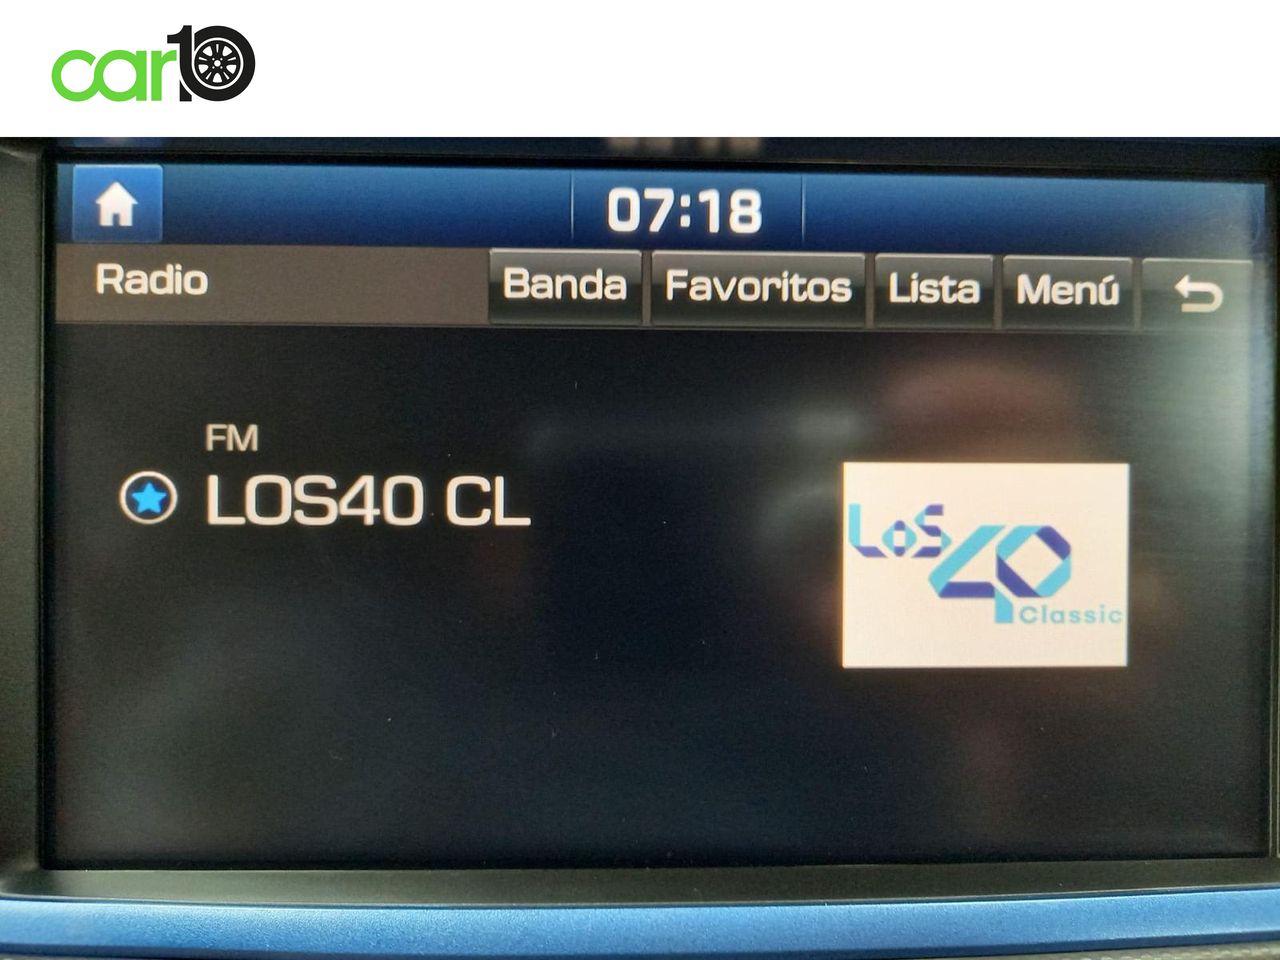 car10
07:18
Radio Banda Favoritos Lista Menú
FM
LOS40 CL
LOS
40
Classic